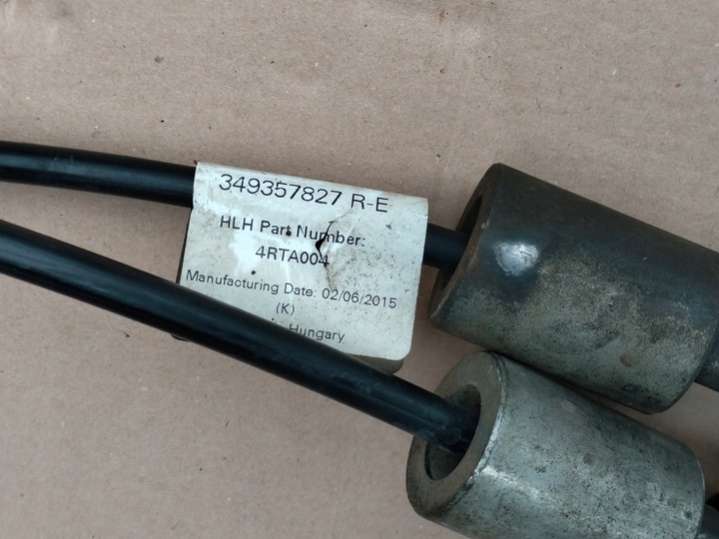 349357827 R-E
HLH Part Number:
4RTA004
Manufacturing Date: 02/06/2015
(K)
Hungary